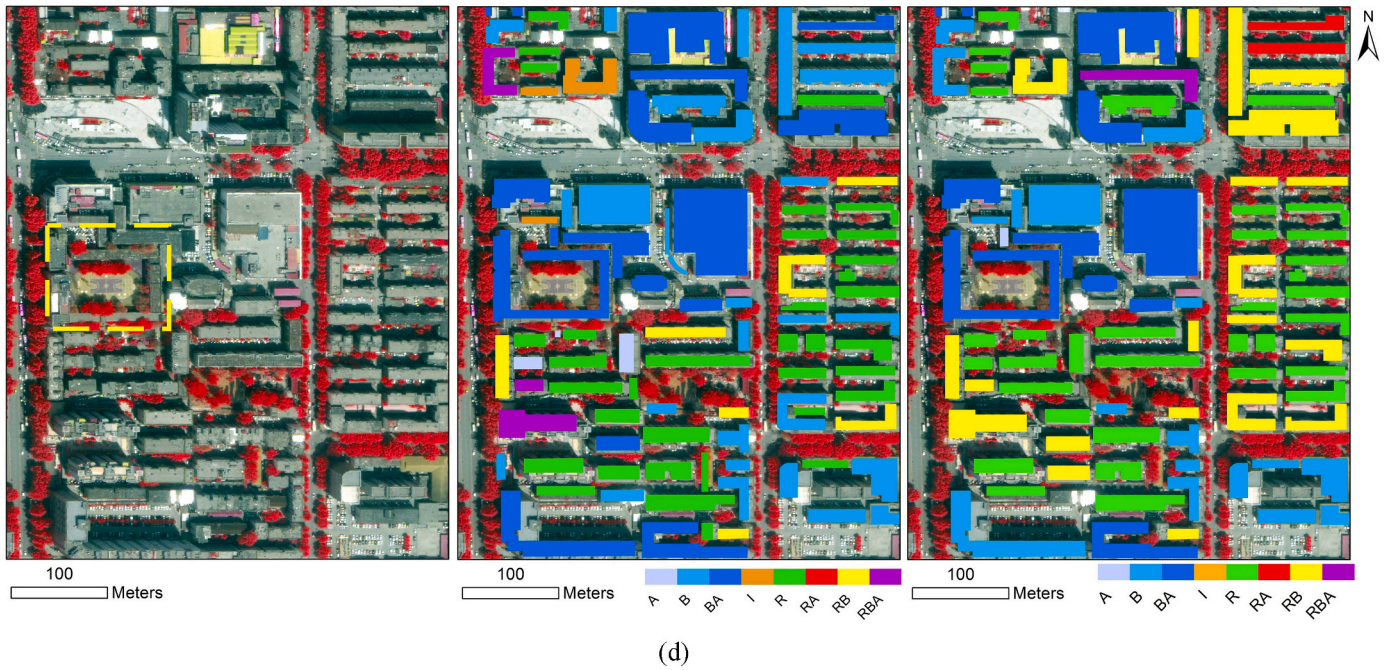 N
100
Meters
100
Meters
A B BA I R RA RB RBA
100
Meters
A B BA I R RA RB RBA
(d)